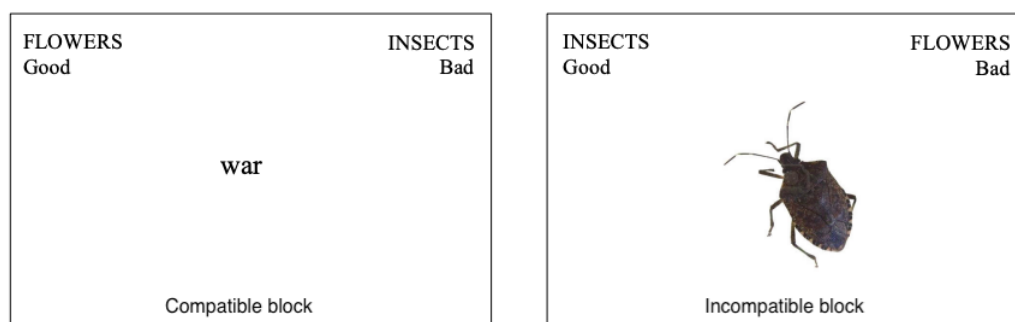 FLOWERS
Good
INSECTS
Bad
war
Compatible block
INSECTS
Good
FLOWERS
Bad
Incompatible block